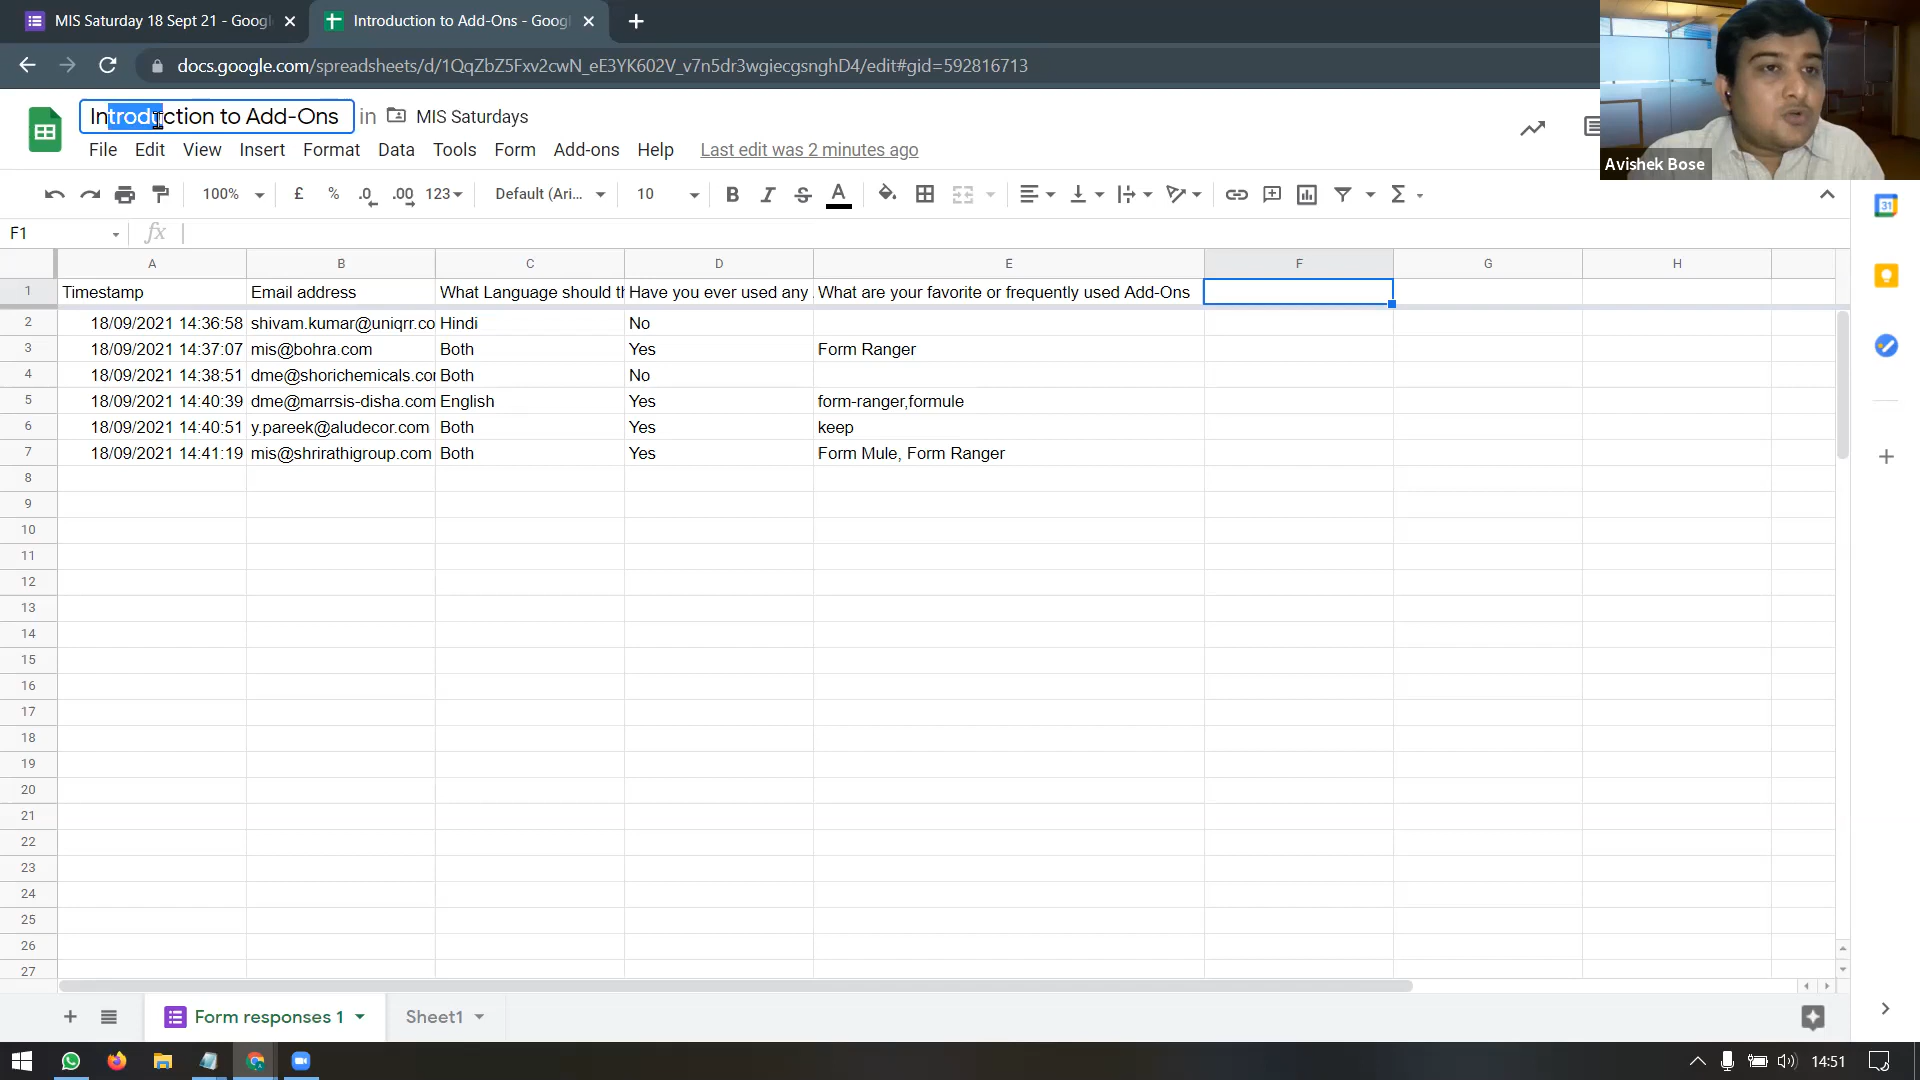 MIS Saturday 18 Sept 21 - Goog
Introduction to Add-Ons - Goog
docs.google.com/spreadsheets/d/1QqZbZ5Fxv2cwN_eE3YK602V_v7n5dr3wgiecgsnghD4/edit#gid=592816713
Introduction to Add-Ons in MIS Saturdays
File Edit View Insert Format Data Tools Form Add-ons Help Last edit was 2 minutes ago
Avishek Bose
100% £ % .0 .00 123 Default (Ari... 10 B I S A Σ
31
F1 fx
A B C D E F G H
1 Timestamp Email address What Language should th Have you ever used any What are your favorite or frequently used Add-Ons
2 18/09/2021 14:36:58 shivam.kumar@uniqrr.co Hindi No
3 18/09/2021 14:37:07 mis@bohra.com Both Yes Form Ranger
4 18/09/2021 14:38:51 dme@shorichemicals.co Both No
5 18/09/2021 14:40:39 dme@marrsis-disha.com English Yes form-ranger,formule
6 18/09/2021 14:40:51 y.pareek@aludecor.com Both Yes keep
7 18/09/2021 14:41:19 mis@shrirathigroup.com Both Yes Form Mule, Form Ranger
8
9
10
11
12
13
14
15
16
17
18
19
20
21
22
23
24
25
26
27
Form responses 1 Sheet1
14:51